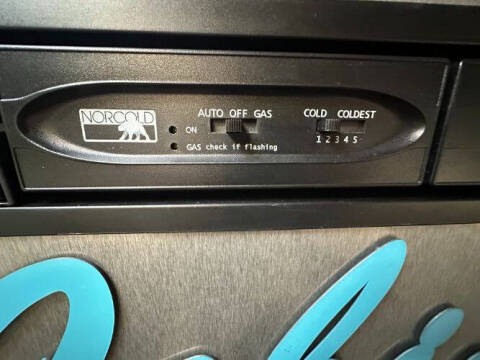 NORCOLD
AUTO OFF GAS
COLD COLDEST
ON
1 2 3 4 5
GAS check if flashing